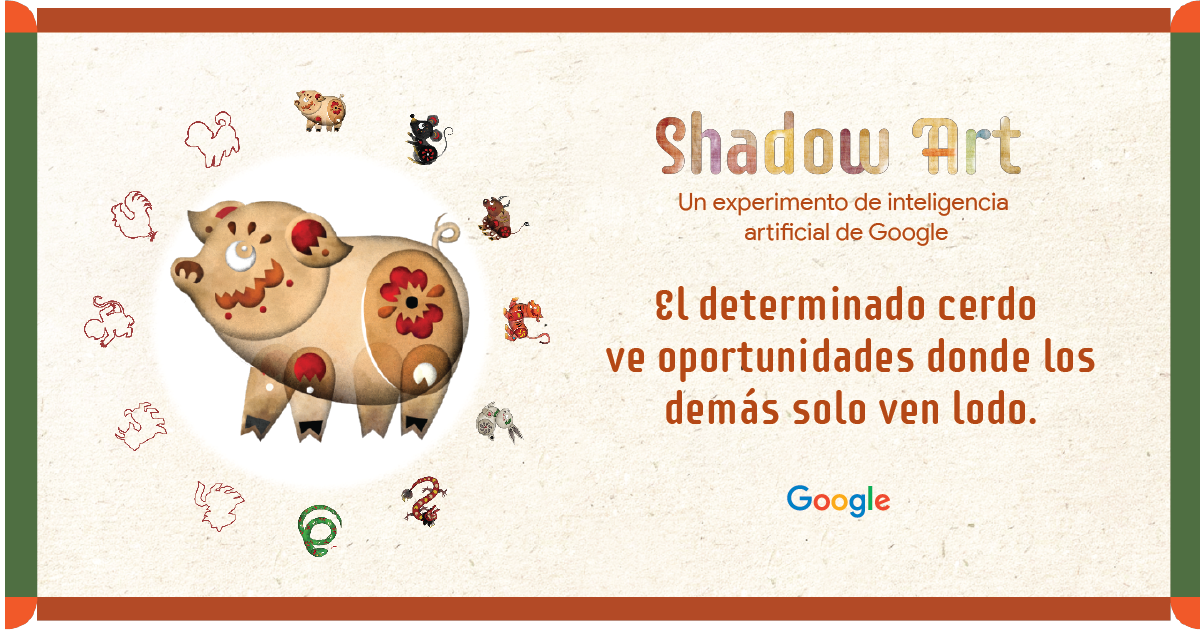 Shadow Art
Un experimento de inteligencia
artificial de Google
El determinado cerdo
ve oportunidades donde los
demás solo ven lodo.
Google